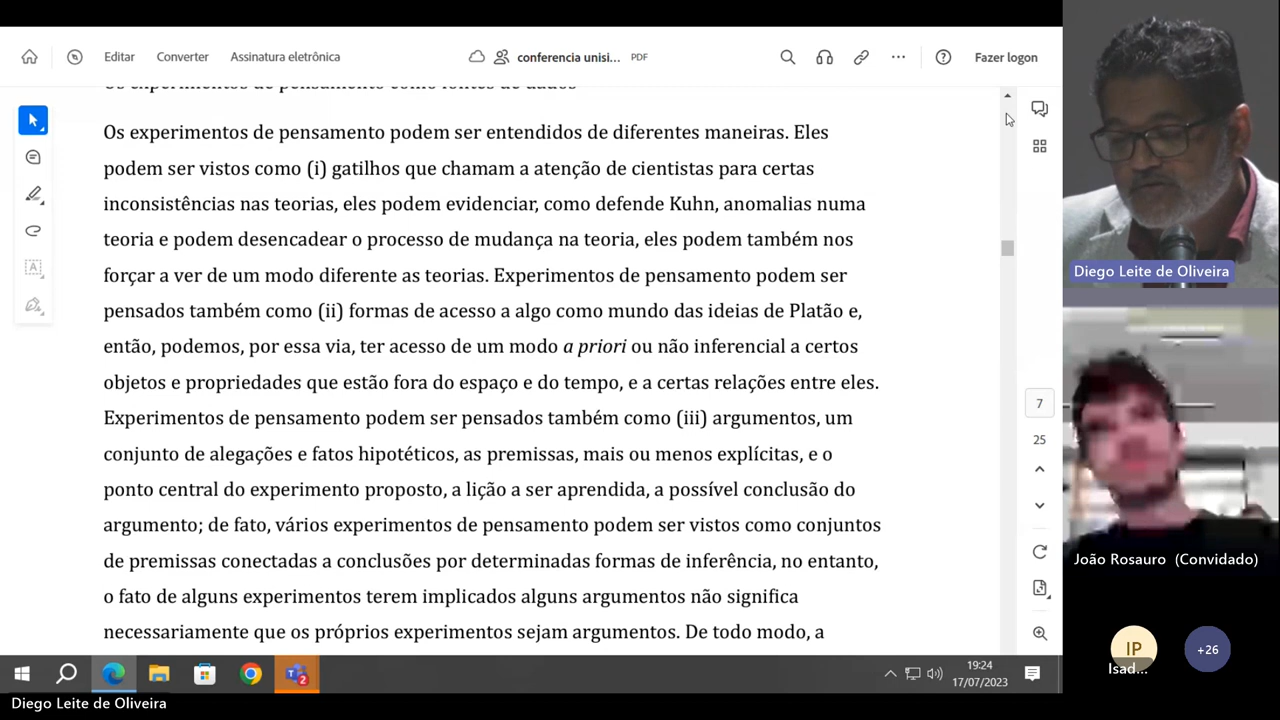 Editar
Converter
Assinatura eletrônica
conferencia unisi...
PDF
Fazer logon
Os experimentos de pensamento como fontes de dados
Os experimentos de pensamento podem ser entendidos de diferentes maneiras. Eles
podem ser vistos como (i) gatilhos que chamam a atenção de cientistas para certas
inconsistências nas teorias, eles podem evidenciar, como defende Kuhn, anomalias numa
teoria e podem desencadear o processo de mudança na teoria, eles podem também nos
forçar a ver de um modo diferente as teorias. Experimentos de pensamento podem ser
pensados também como (ii) formas de acesso a algo como mundo das ideias de Platão e,
então, podemos, por essa via, ter acesso de um modo a priori ou não inferencial a certos
objetos e propriedades que estão fora do espaço e do tempo, e a certas relações entre eles.
Experimentos de pensamento podem ser pensados também como (iii) argumentos, um
conjunto de alegações e fatos hipotéticos, as premissas, mais ou menos explícitas, e o
ponto central do experimento proposto, a lição a ser aprendida, a possível conclusão do
argumento; de fato, vários experimentos de pensamento podem ser vistos como conjuntos
de premissas conectadas a conclusões por determinadas formas de inferência, no entanto,
o fato de alguns experimentos terem implicados alguns argumentos não significa
necessariamente que os próprios experimentos sejam argumentos. De todo modo, a
7
25
19:24
17/07/2023
2
Diego Leite de Oliveira
Diego Leite de Oliveira
João Rosauro (Convidado)
IP
Isad...
+26